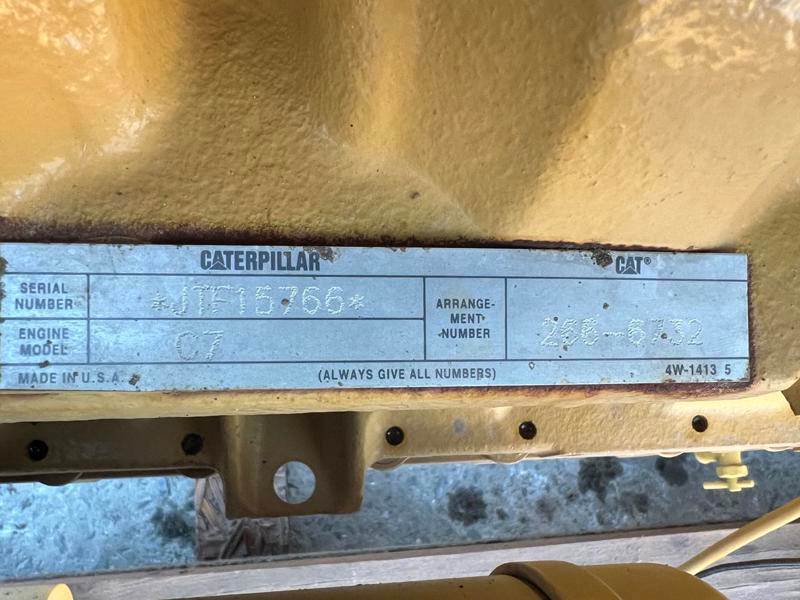 CATERPILLAR CAT®
SERIAL NUMBER *JTF15766*
ENGINE MODEL C7
ARRANGE-
MENT
NUMBER
266-6732
MADE IN U.S.A. (ALWAYS GIVE ALL NUMBERS) 4W-1413 5